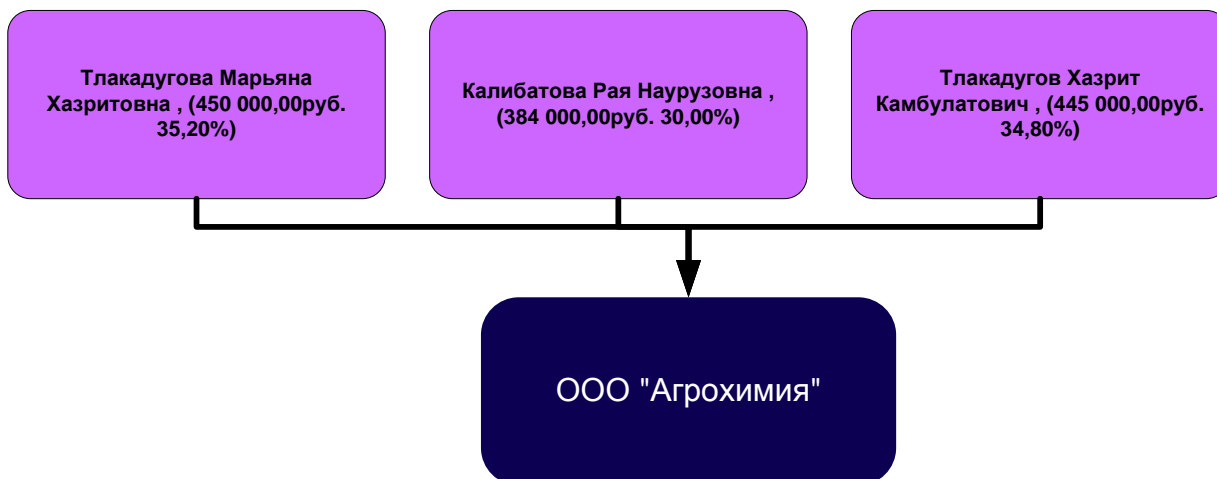 Тлакадугова Марьяна
Хазритовна , (450 000,00руб.
35,20%)
Калибатова Рая Наурузовна ,
(384 000,00руб. 30,00%)
Тлакадугов Хазрит
Камбулатович , (445 000,00руб.
34,80%)
ООО "Агрохимия"